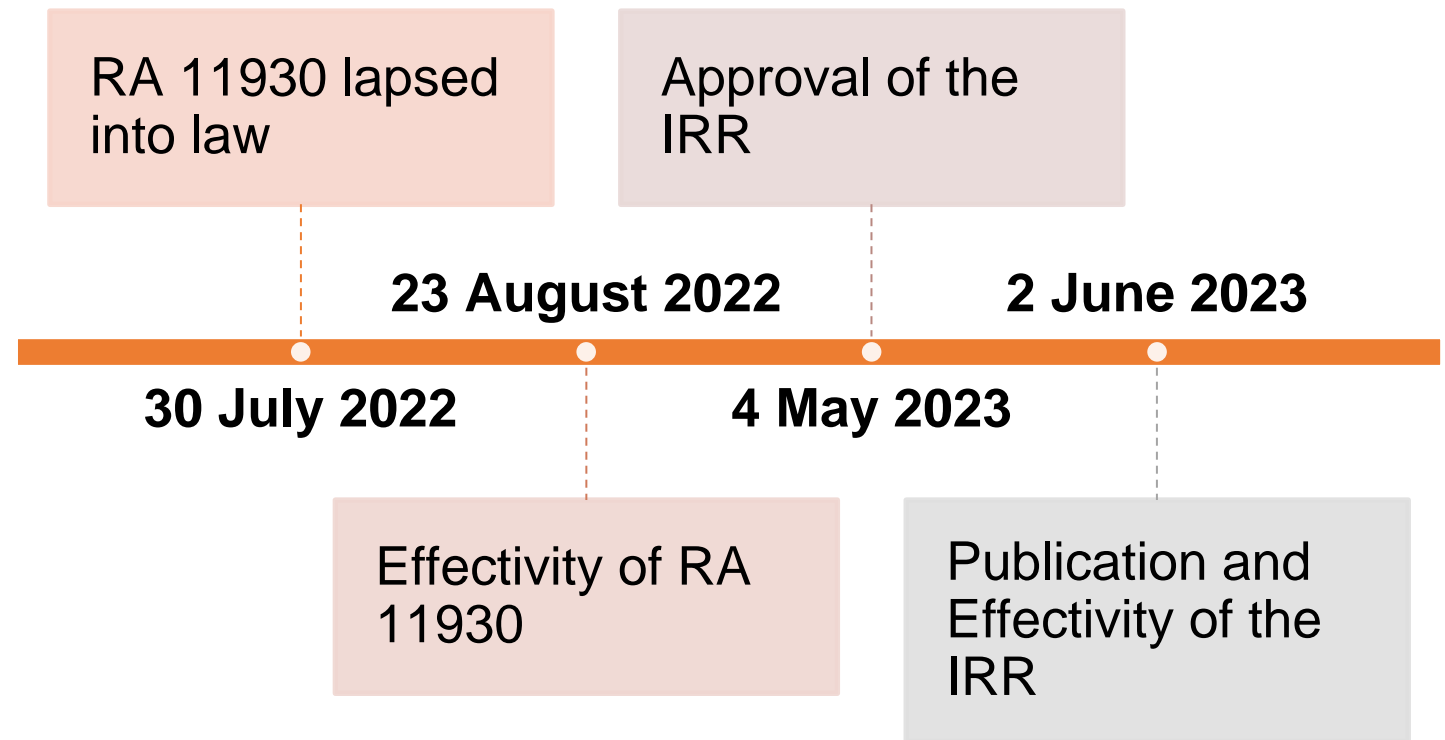 RA 11930 lapsed
into law
Approval of the
IRR
23 August 2022
2 June 2023
30 July 2022
4 May 2023
Effectivity of RA
11930
Publication and
Effectivity of the
IRR